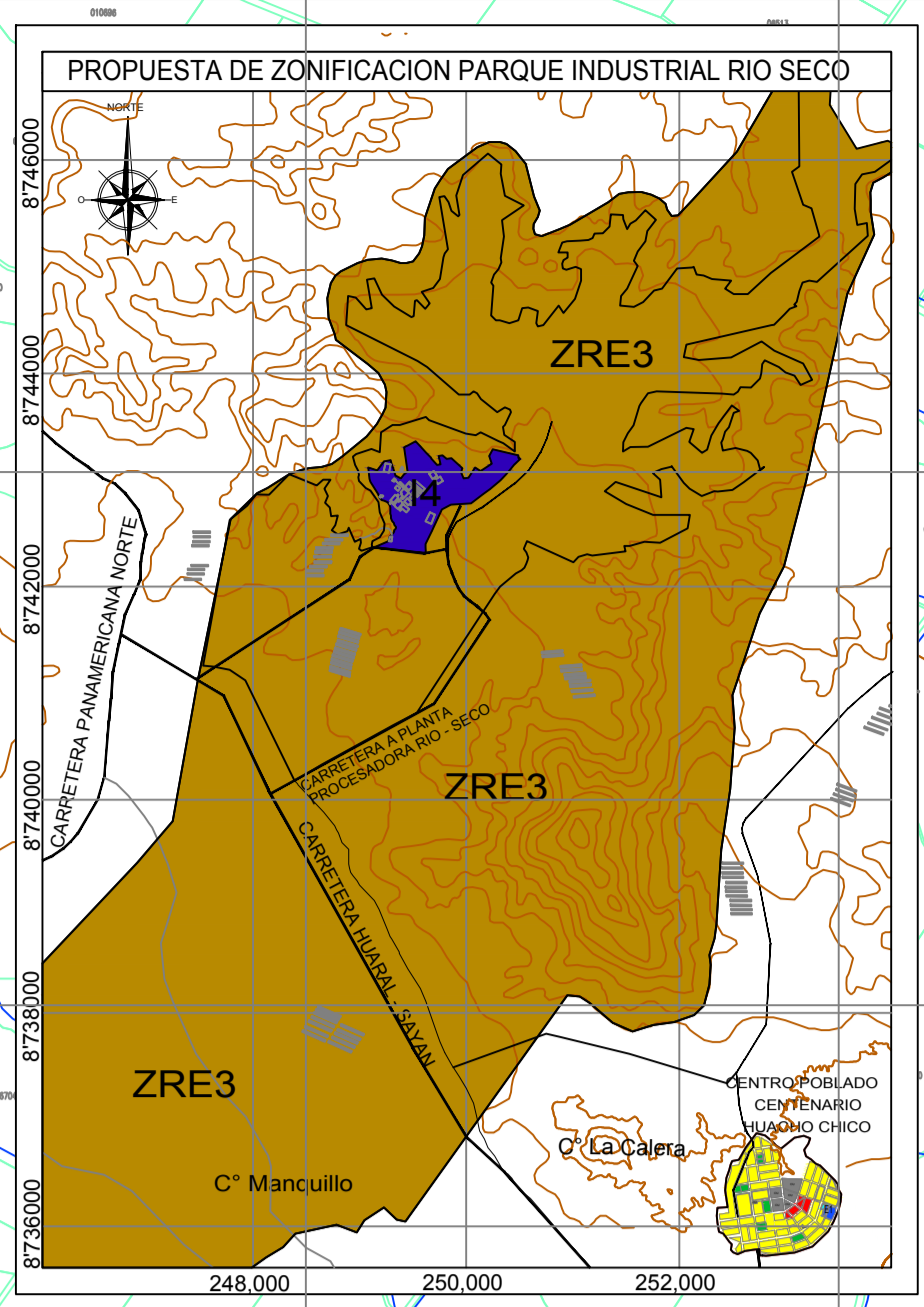 010696
PROPUESTA DE ZONIFICACION PARQUE INDUSTRIAL RIO SECO
NORTE
O
E
8'746000
8'744000
8'742000
8'740000
8'738000
8'736000
ZRE3
I4
CARRETERA PANAMERICANA NORTE
CARRETERA A PLANTA
PROCESADORA RIO - SECO
ZRE3
CARRETERA HUARAL - SAYAN
ZRE3
CENTRO POBLADO
CENTENARIO
HUACHO CHICO
C° La Calera
C° Manquillo
248,000
250,000
252,000